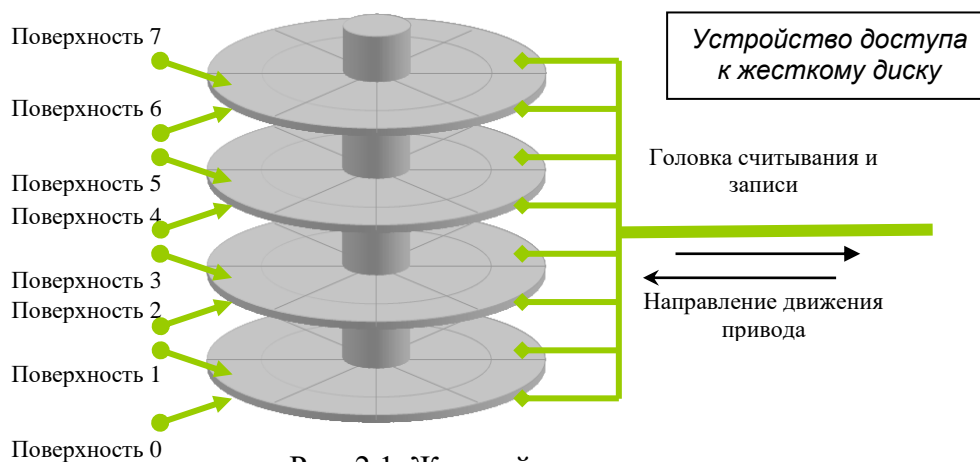 Поверхность 7
Устройство доступа
к жесткому диску
Поверхность 6
Головка считывания и
записи
Поверхность 5
Поверхность 4
Поверхность 3
Направление движения
привода
Поверхность 2
Поверхность 1
Поверхность 0